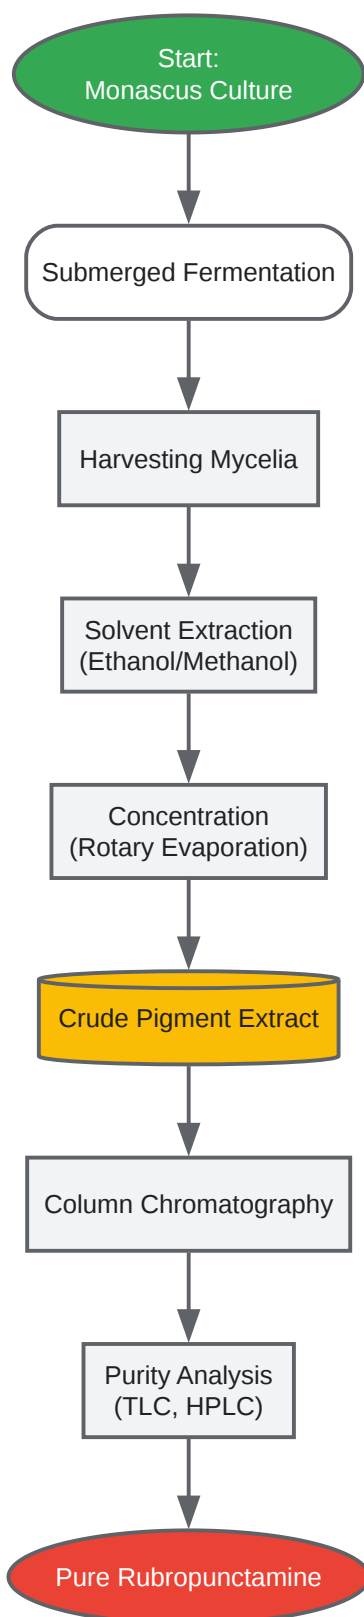 Start:
Monascus Culture
Submerged Fermentation
Harvesting Mycelia
Solvent Extraction
(Ethanol/Methanol)
Concentration
(Rotary Evaporation)
Crude Pigment Extract
Column Chromatography
Purity Analysis
(TLC, HPLC)
Pure Rubropunctamine